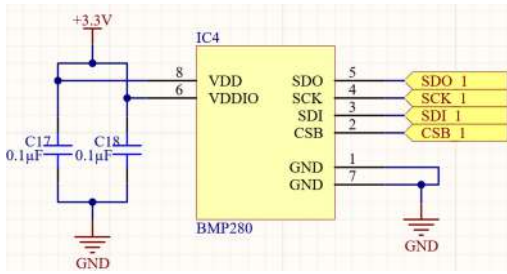 +3.3V
IC4
8 VDD SDO 5 SDO_1
6 VDDIO SCK 4 SCK_1
SDI 3 SDI_1
CSB 2 CSB_1
C17 C18
0.1µF 0.1µF
GND 1
GND 7
BMP280
GND
GND